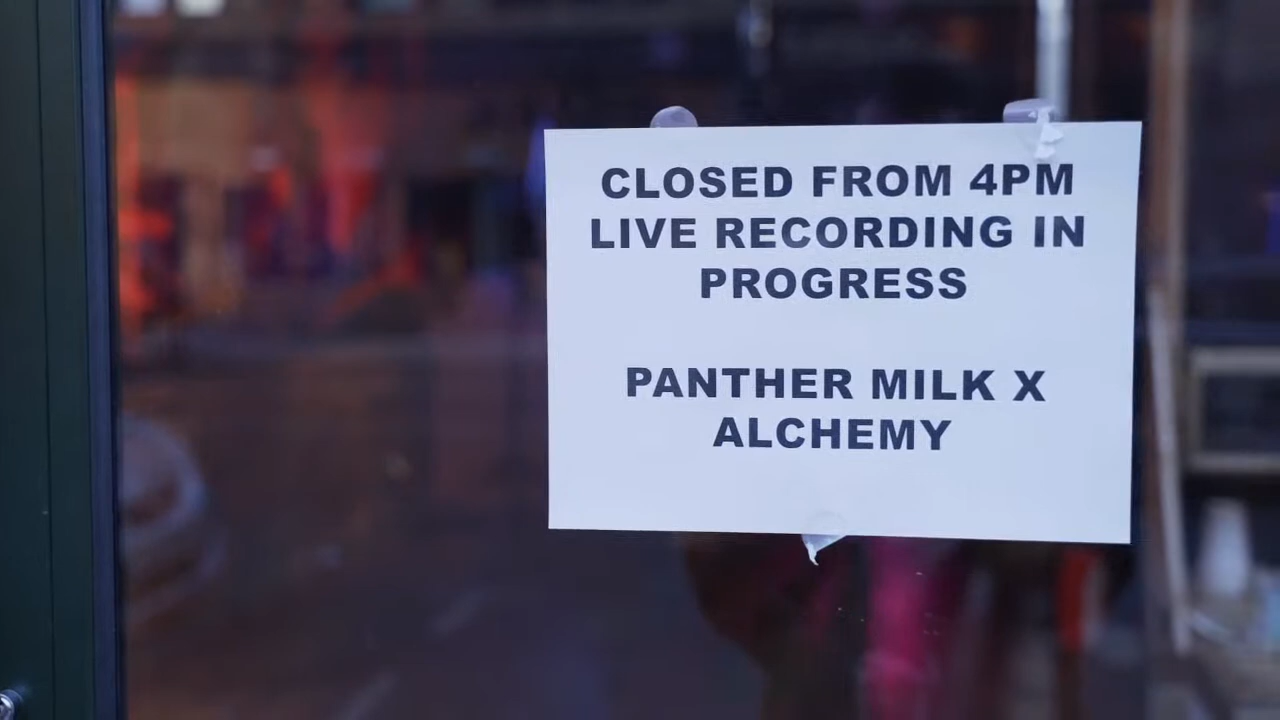 CLOSED FROM 4PM
LIVE RECORDING IN
PROGRESS
PANTHER MILK X
ALCHEMY